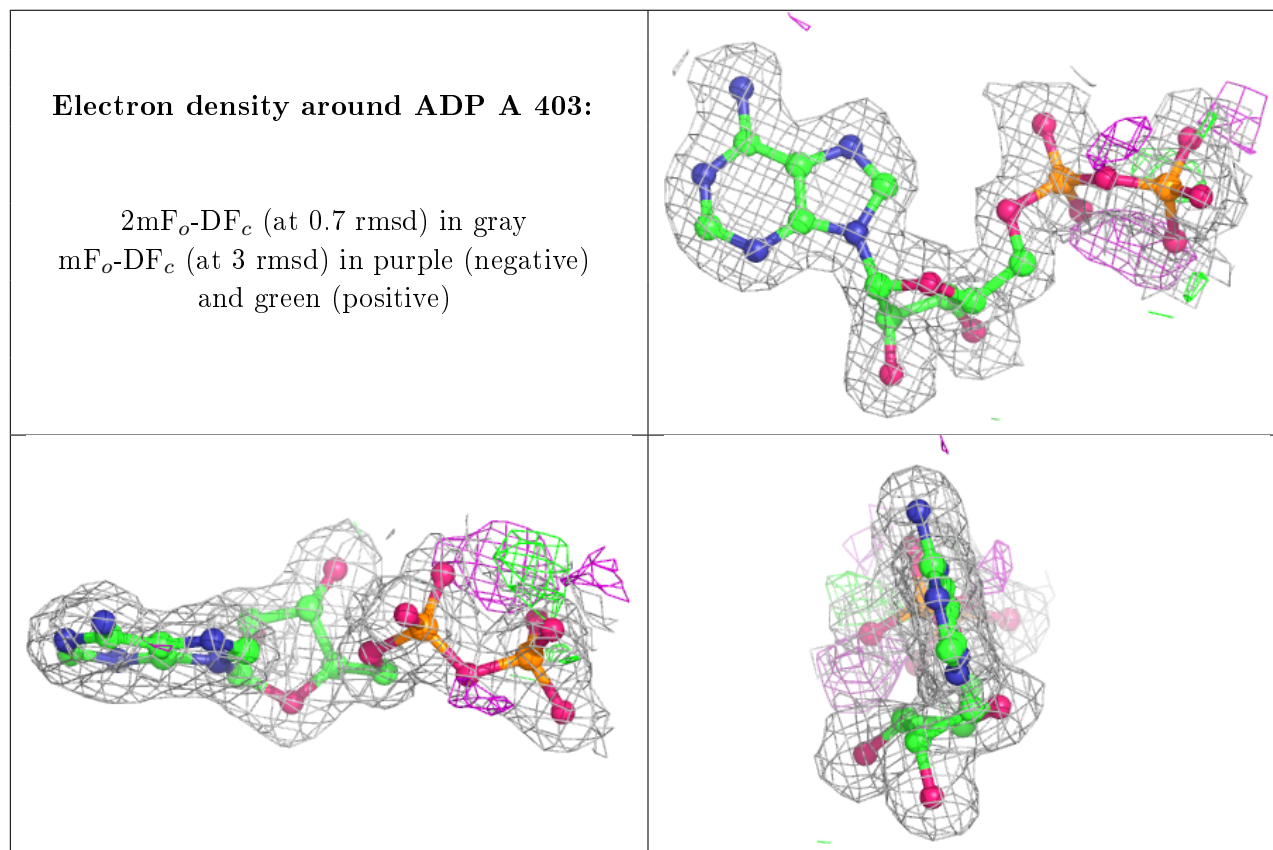 Electron density around ADP A 403:
2mFₒ-DF𝒸 (at 0.7 rmsd) in gray
mFₒ-DF𝒸 (at 3 rmsd) in purple (negative)
and green (positive)